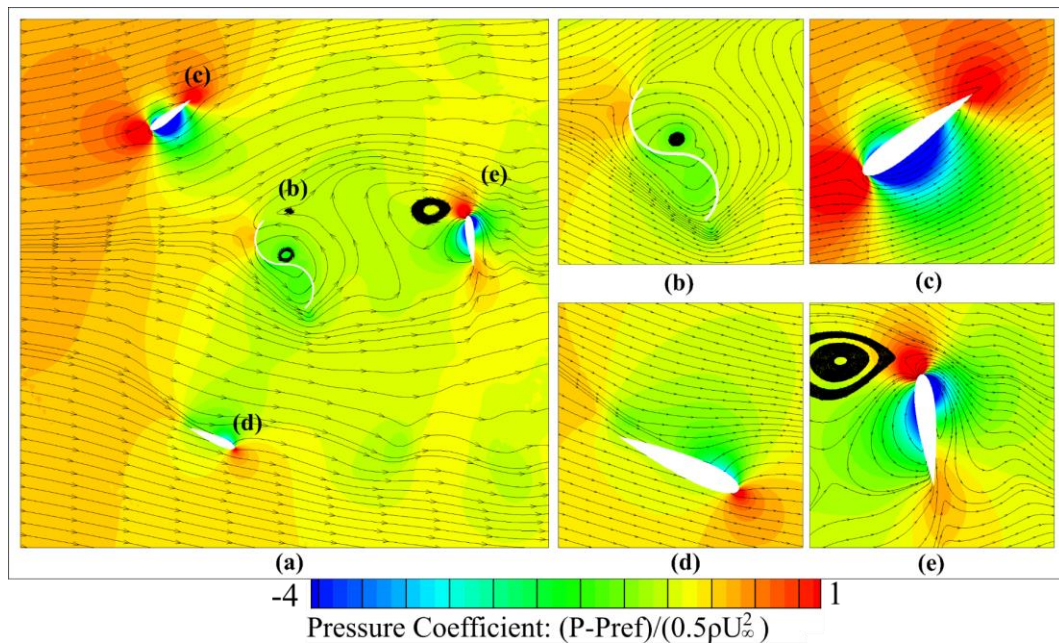 (c)
(b)
(e)
(d)
(a)
(b)
(c)
(d)
(e)
-4
1
Pressure Coefficient: (P-Pref)/(0.5ρU∞²)